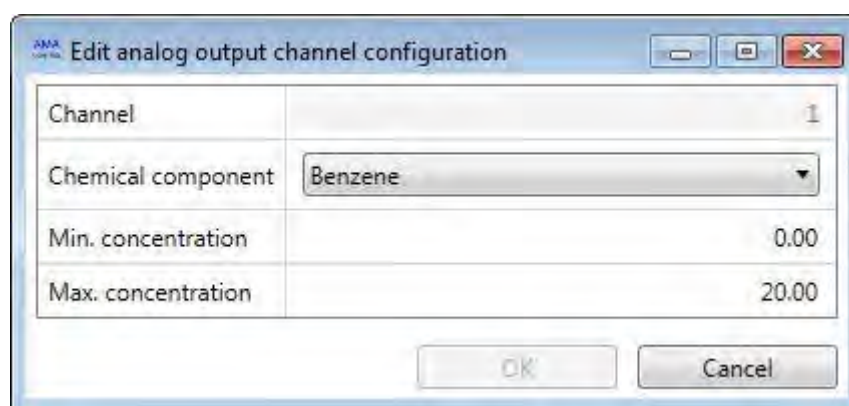 AMA
Edit analog output channel configuration
Channel 1
Chemical component Benzene
Min. concentration 0.00
Max. concentration 20.00
OK Cancel